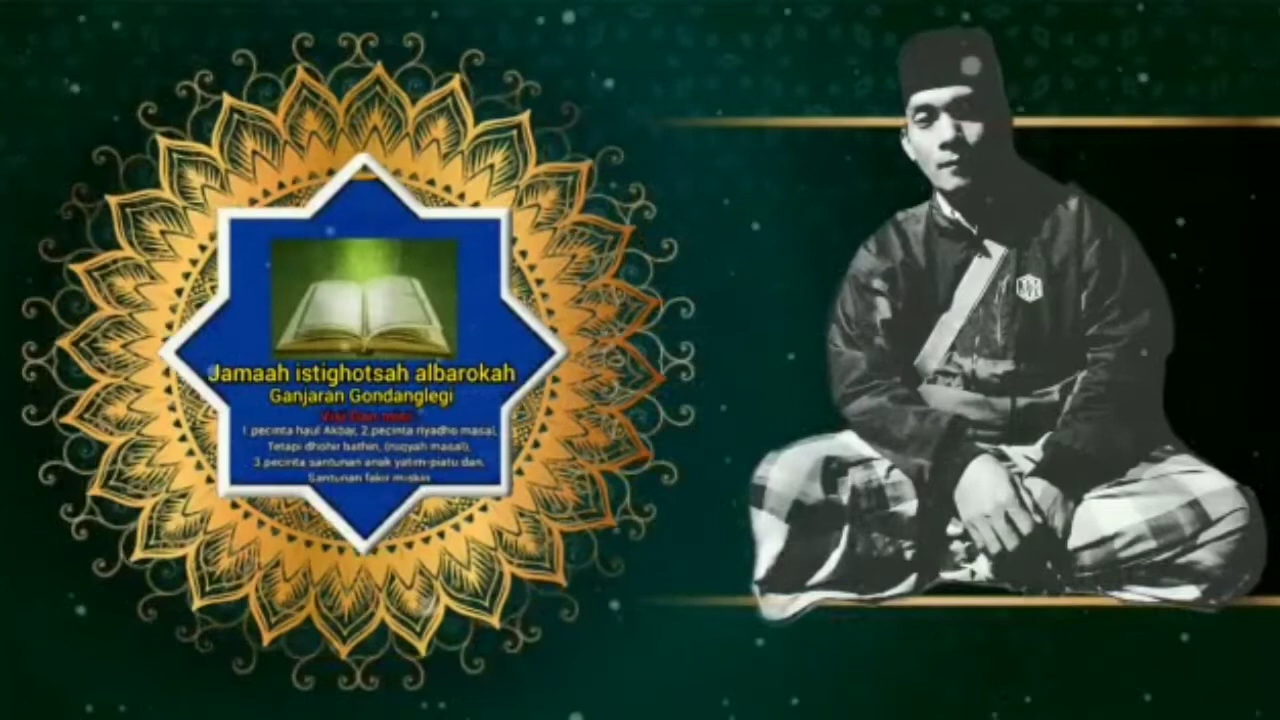 Jamaah istighotsah albarokah
Ganjaran Gondanglegi
Visi Dan misi
1.pecinta haul Akbar, 2.pecinta riyadho masal,
Tetapi dhohir bathin, (ruqyah masal),
3.pecinta santunan anak yatim-piatu dan.
Santunan fakir miskin